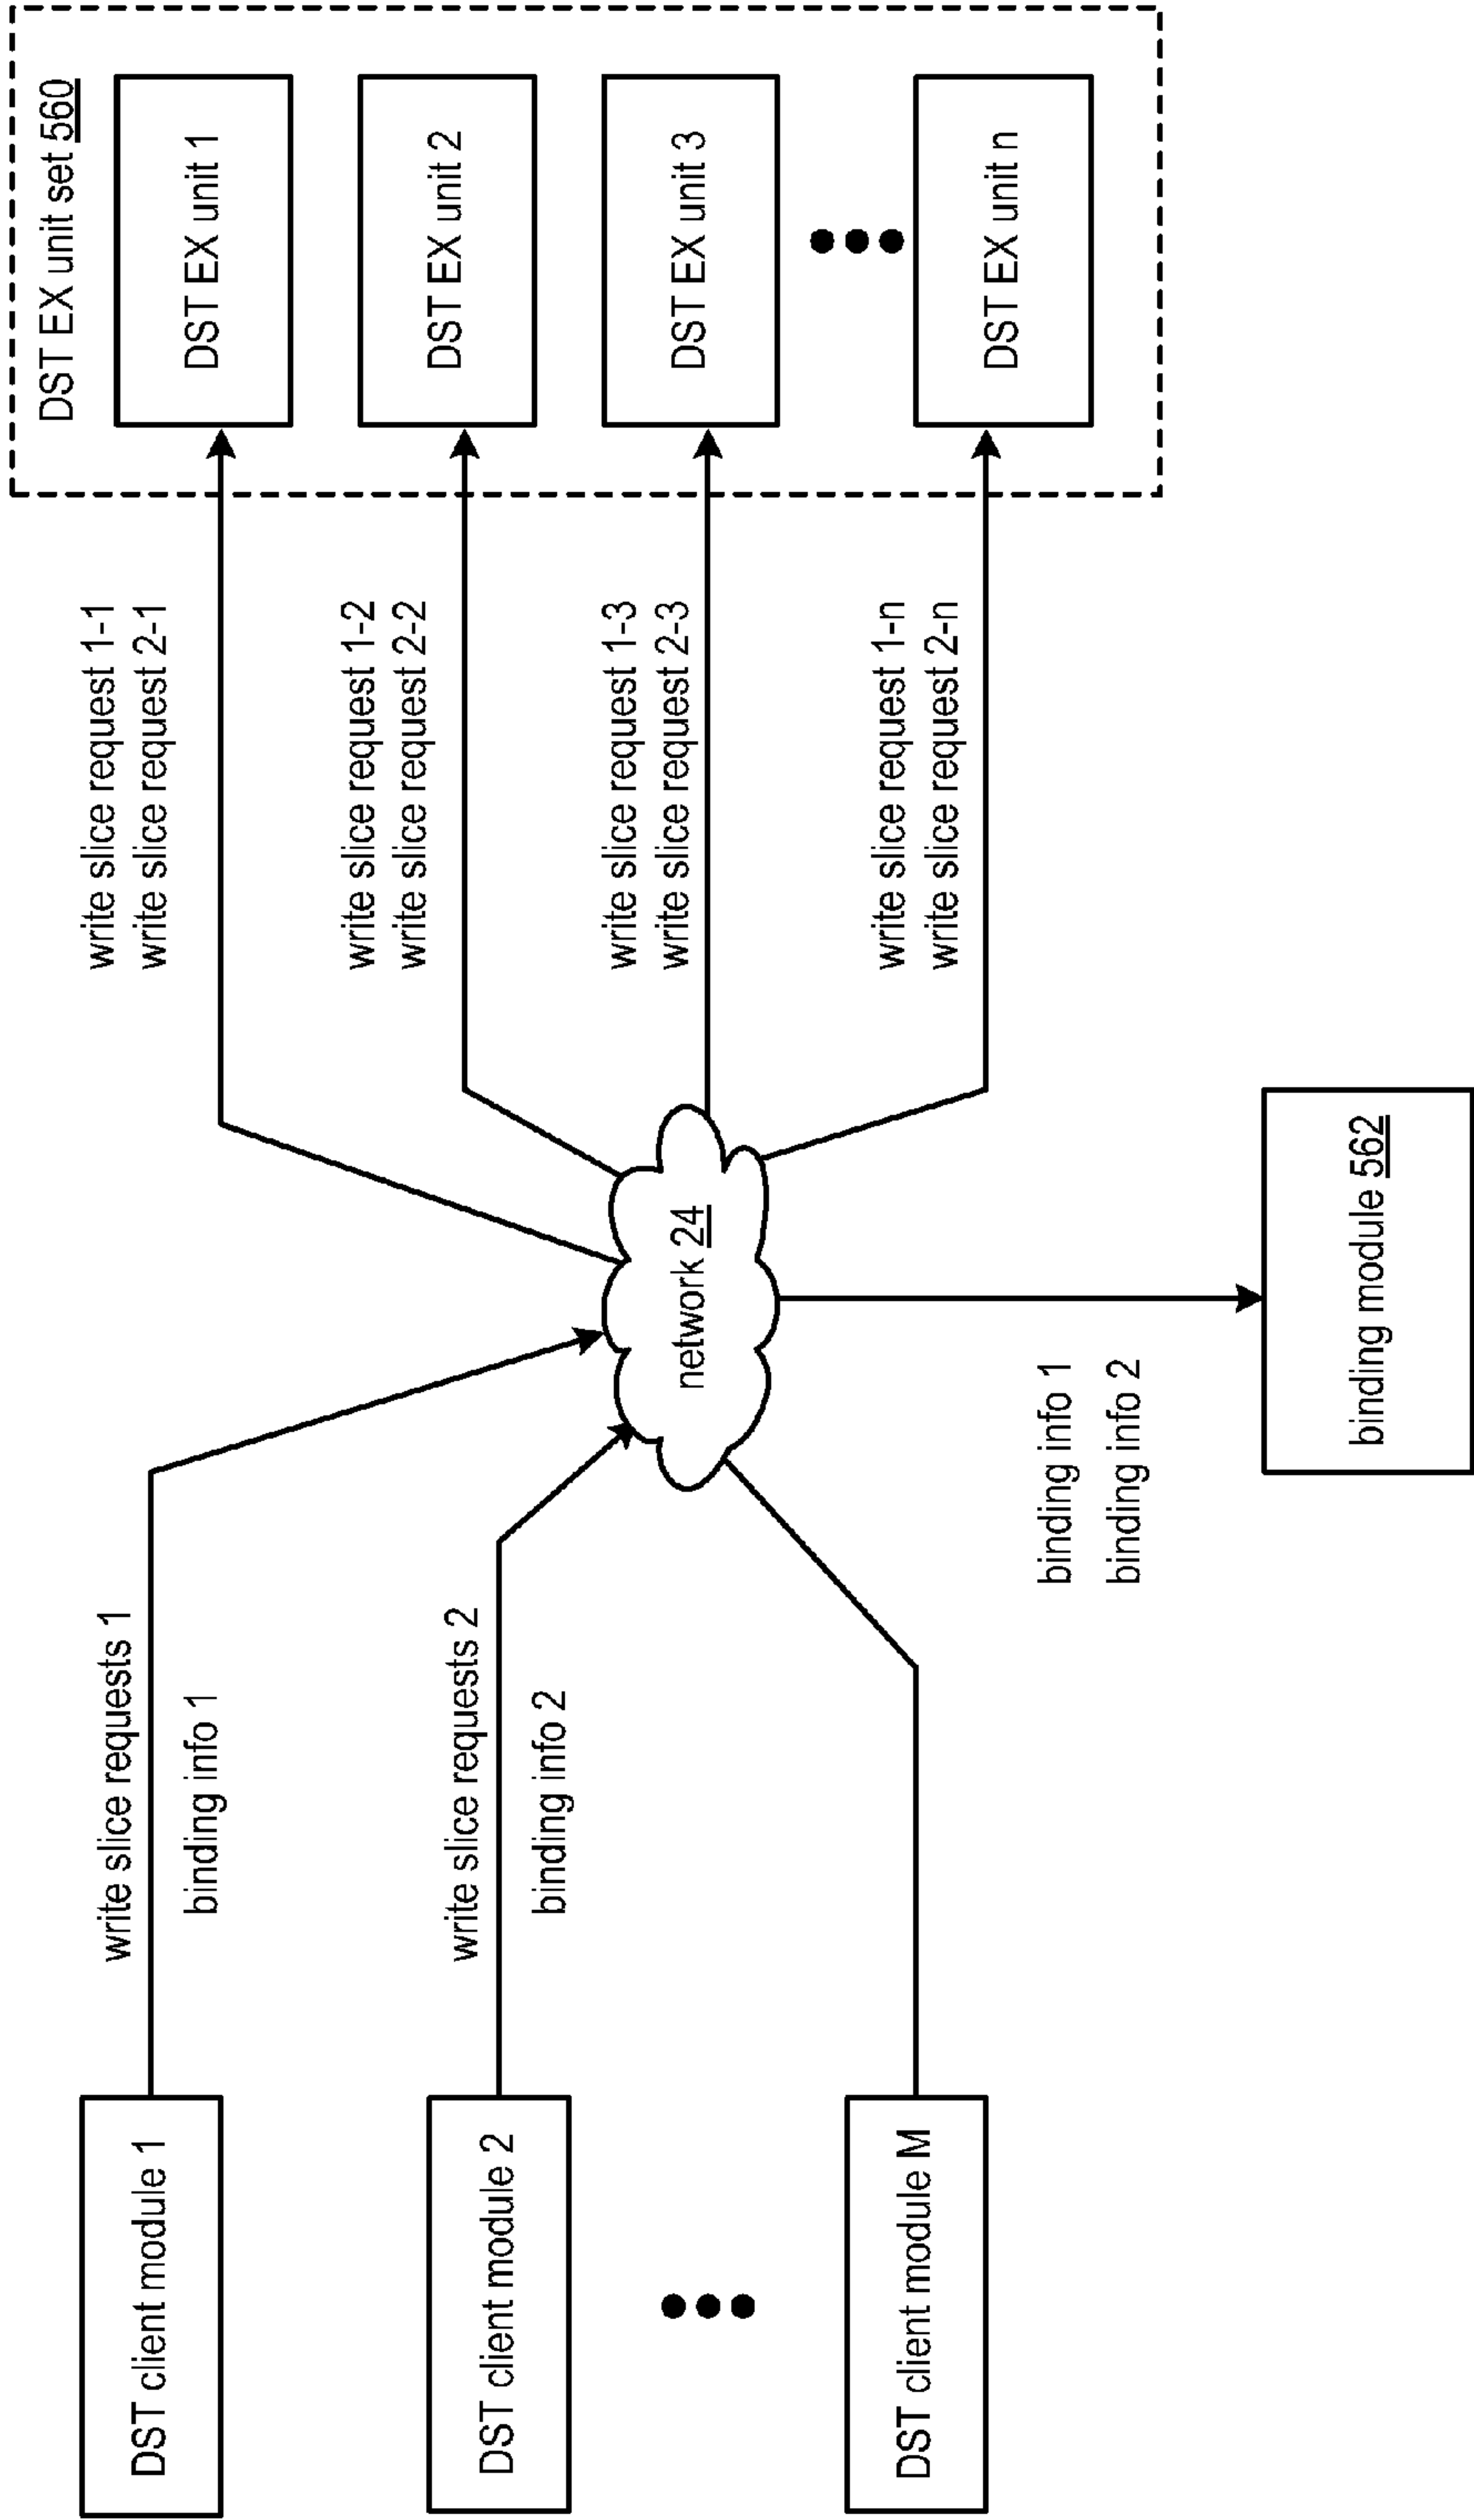 DST client module 1
write slice requests 1
binding info 1
DST client module 2
write slice requests 2
binding info 2
DST client module M
network 24
binding info 1
binding info 2
binding module 562
write slice request 1-1
write slice request 2-1
write slice request 1-2
write slice request 2-2
write slice request 1-3
write slice request 2-3
write slice request 1-n
write slice request 2-n
DST EX unit set 560
DST EX unit 1
DST EX unit 2
DST EX unit 3
DST EX unit n